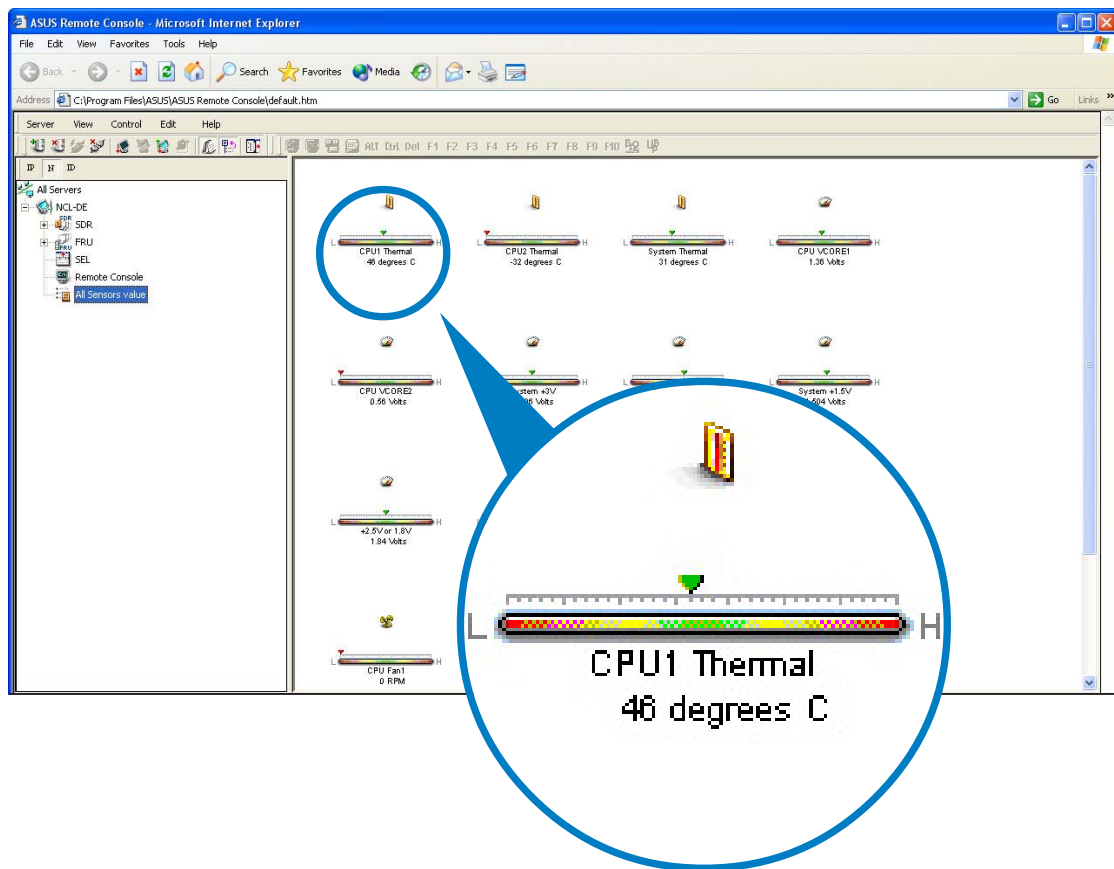 ASUS Remote Console - Microsoft Internet Explorer
File Edit View Favorites Tools Help
Back Search Favorites Media
Address C:\Program Files\ASUS\ASUS Remote Console\default.htm Go Links »
Server View Control Edit Help
ALT Ctrl Del F1 F2 F3 F4 F5 F6 F7 F8 F9 F10
IP N ID
All Servers
NCL-DE
SDR SDR
FRU FRU
SEL
Remote Console
All Sensors value
L H L H L H L H
CPU1 Thermal CPU2 Thermal System Thermal CPU VCORE1
46 degrees C -32 degrees C 31 degrees C 1.36 Volts
L H H L H
CPU VCORE2 +3V System +1.5V
0.56 Volts Volts Volts
L H
+2.5V or 1.8V
1.84 Volts
L H
CPU Fan1
0 RPM
L H
CPU1 Thermal
46 degrees C